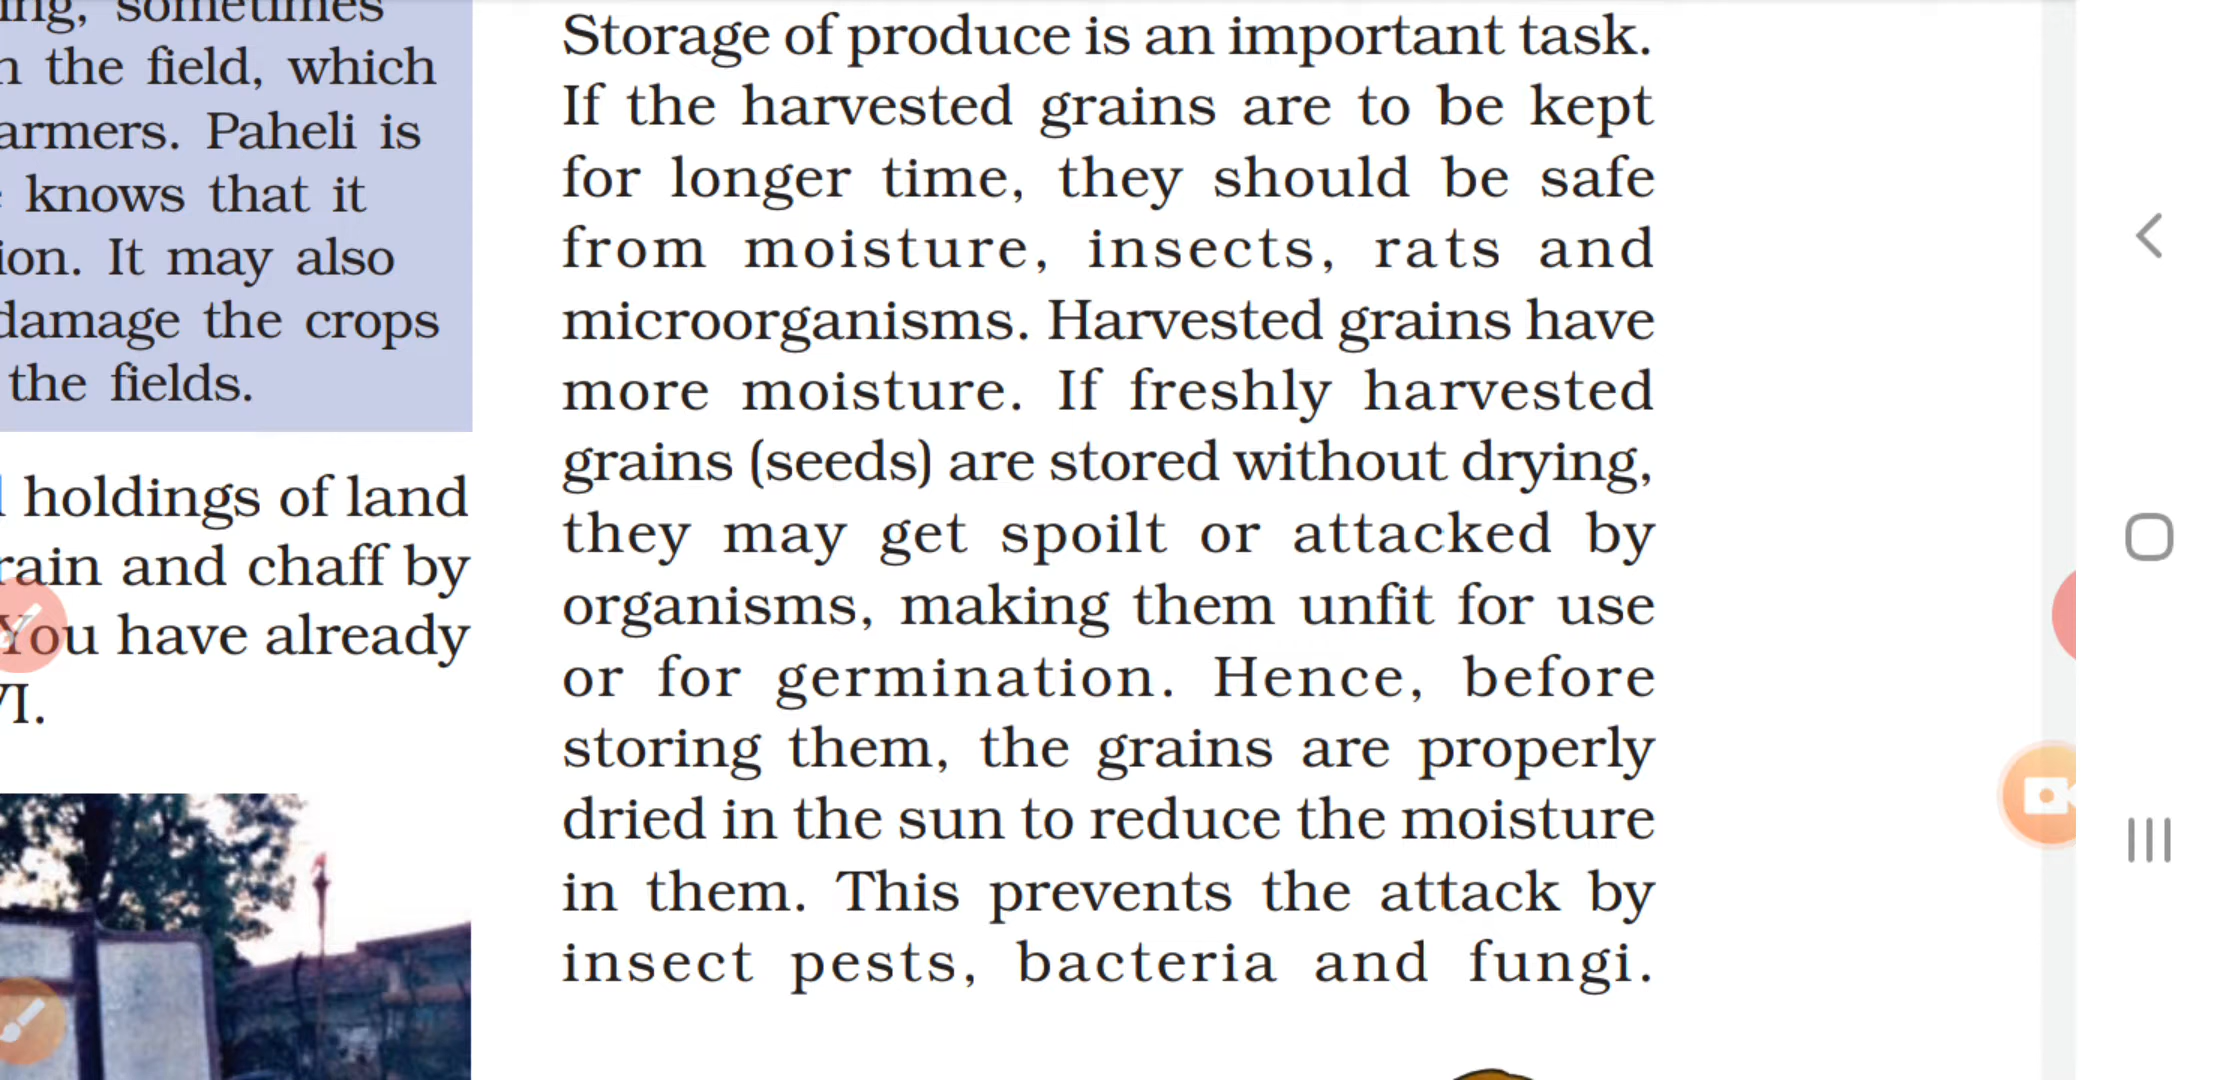 sometimes
the field, which
Paheli is
knows that it
It may also
damage the crops
the fields.
holdings of land
and chaff by
You have already
Storage of produce is an important task.
If the harvested grains are to be kept
for longer time, they should be safe
from moisture, insects, rats and
microorganisms. Harvested grains have
more moisture. If freshly harvested
grains (seeds) are stored without drying,
they may get spoilt or attacked by
organisms, making them unfit for use
or for germination. Hence, before
storing them, the grains are properly
dried in the sun to reduce the moisture
in them. This prevents the attack by
insect pests, bacteria and fungi.